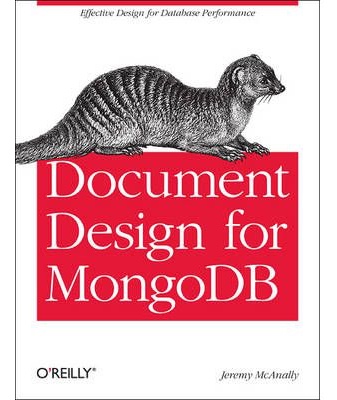 Effective Design for Database Performance
Document
Design for
MongoDB
O'REILLY®
Jeremy McAnally